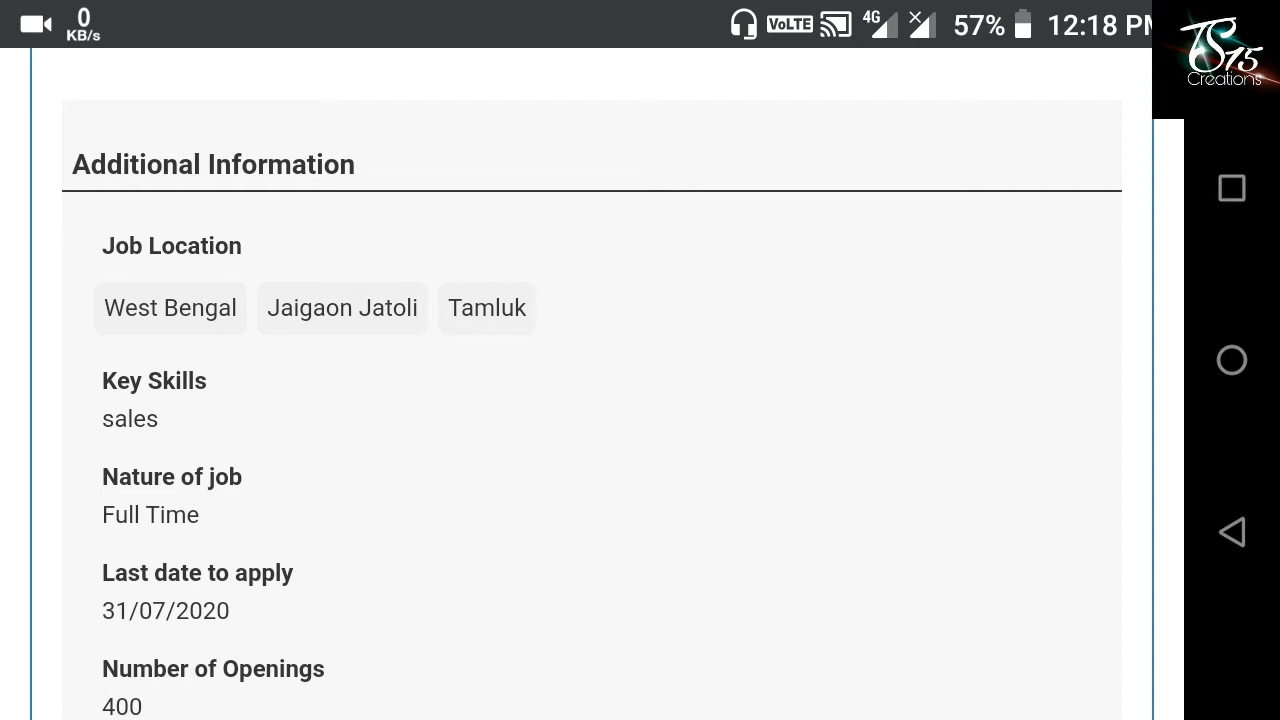 0
KB/s
VoLTE 4G 57% 12:18
TS15
Creations
Additional Information
Job Location
West Bengal Jaigaon Jatoli Tamluk
Key Skills
sales
Nature of job
Full Time
Last date to apply
31/07/2020
Number of Openings
400